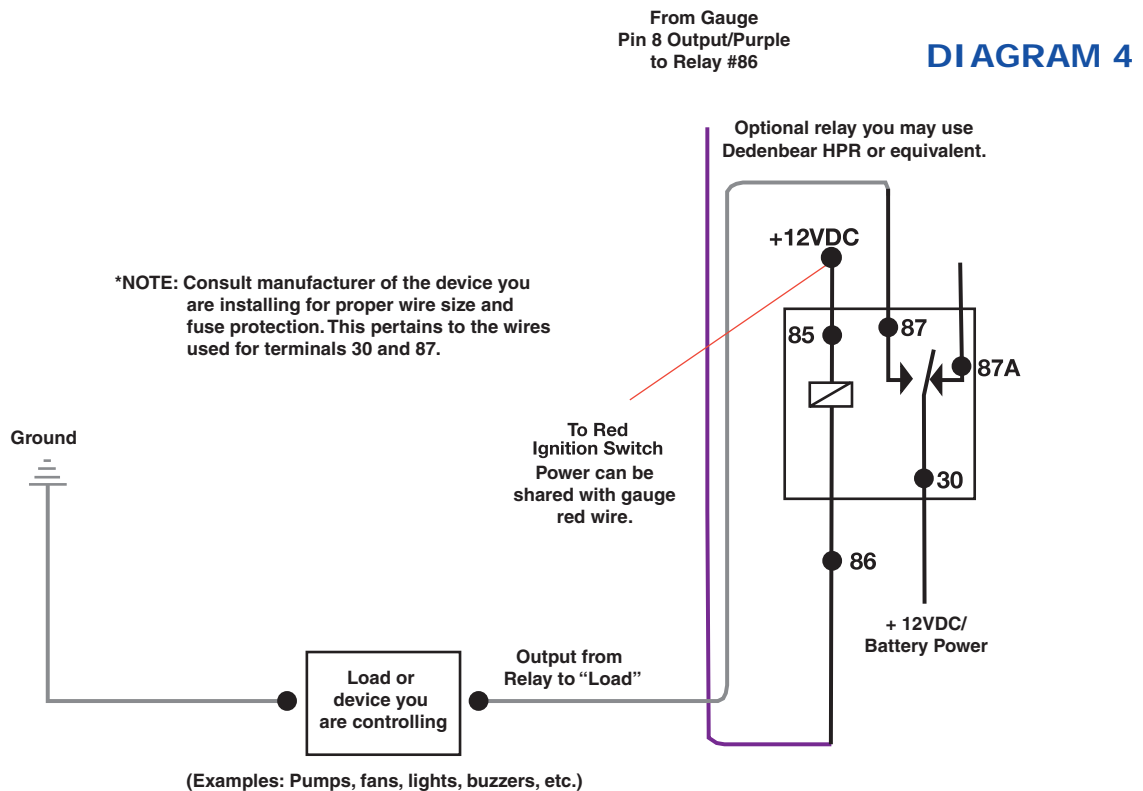 From Gauge
Pin 8 Output/Purple
to Relay #86
DIAGRAM 4
Optional relay you may use
Dedenbear HPR or equivalent.
+12VDC
*NOTE: Consult manufacturer of the device you
are installing for proper wire size and
fuse protection. This pertains to the wires
used for terminals 30 and 87.
85
87
87A
30
86
To Red
Ignition Switch
Power can be
shared with gauge
red wire.
Ground
+ 12VDC/
Battery Power
Output from
Relay to “Load”
Load or
device you
are controlling
(Examples: Pumps, fans, lights, buzzers, etc.)